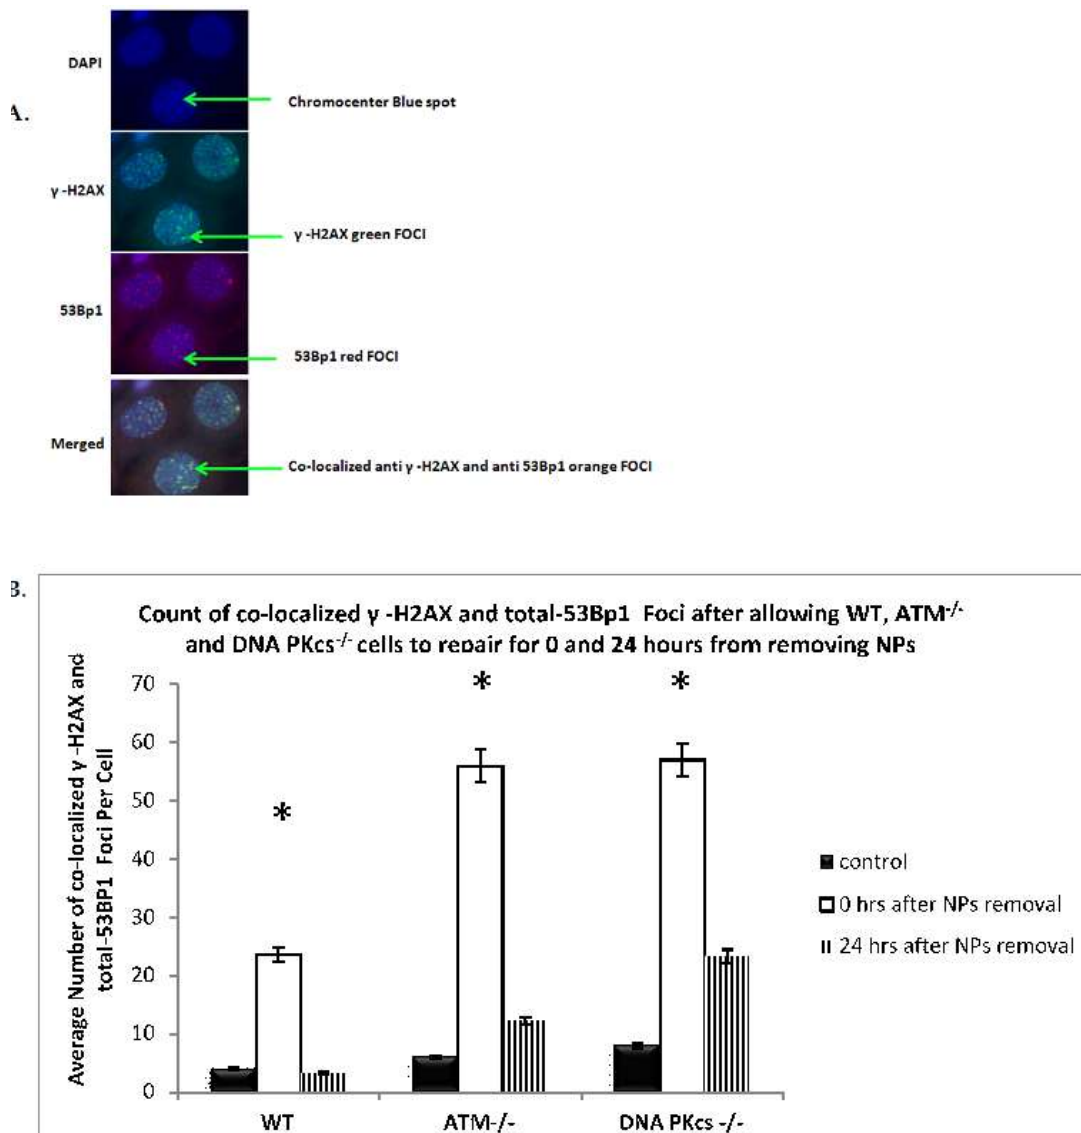 A.
DAPI
Chromocenter Blue spot
γ -H2AX
γ -H2AX green FOCI
53Bp1
53Bp1 red FOCI
Merged
Co-localized anti γ -H2AX and anti 53Bp1 orange FOCI
B.
Count of co-localized γ -H2AX and total-53Bp1 Foci after allowing WT, ATM-/-
and DNA PKcs-/- cells to repair for 0 and 24 hours from removing NPs
Average Number of co-localized γ -H2AX and
total-53BP1 Foci Per Cell
70
60
50
40
30
20
10
0
*
*
*
WT
ATM-/-
DNA PKcs -/-
control
0 hrs after NPs removal
24 hrs after NPs removal